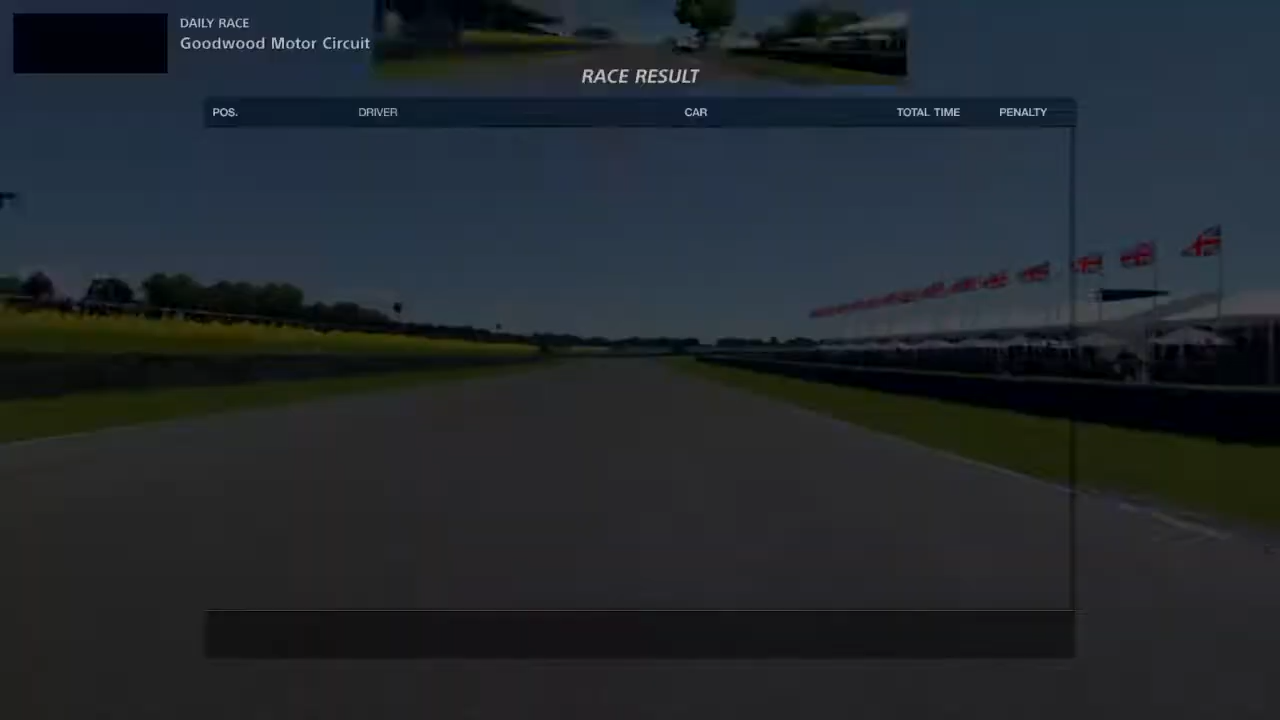 DAILY RACE
Goodwood Motor Circuit
RACE RESULT
POS. DRIVER CAR TOTAL TIME PENALTY